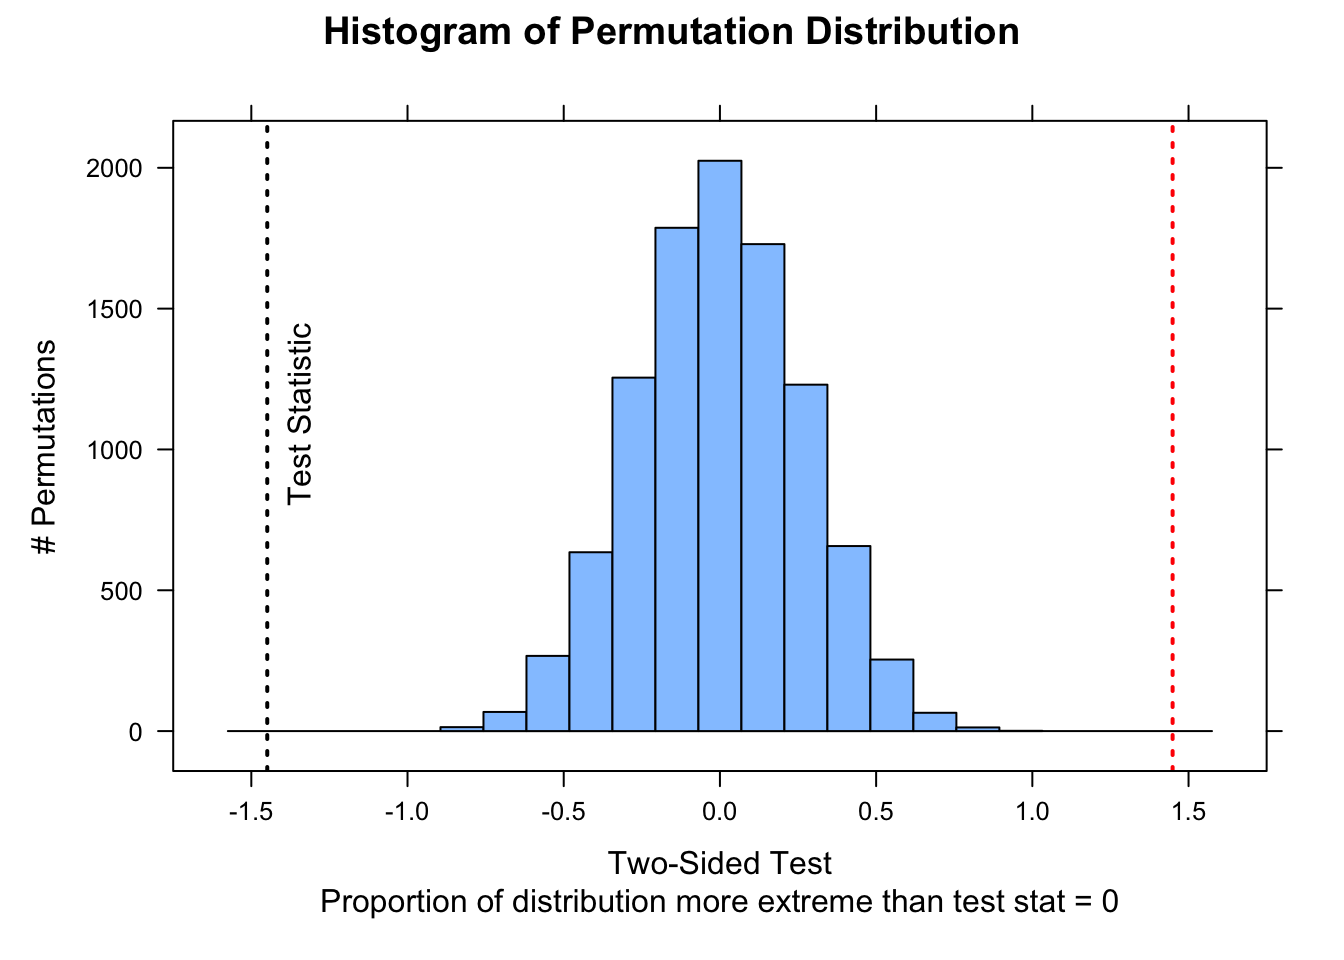 Histogram of Permutation Distribution
# Permutations
2000
1500
1000
500
0
Test Statistic
-1.5 -1.0 -0.5 0.0 0.5 1.0 1.5
Two-Sided Test
Proportion of distribution more extreme than test stat = 0